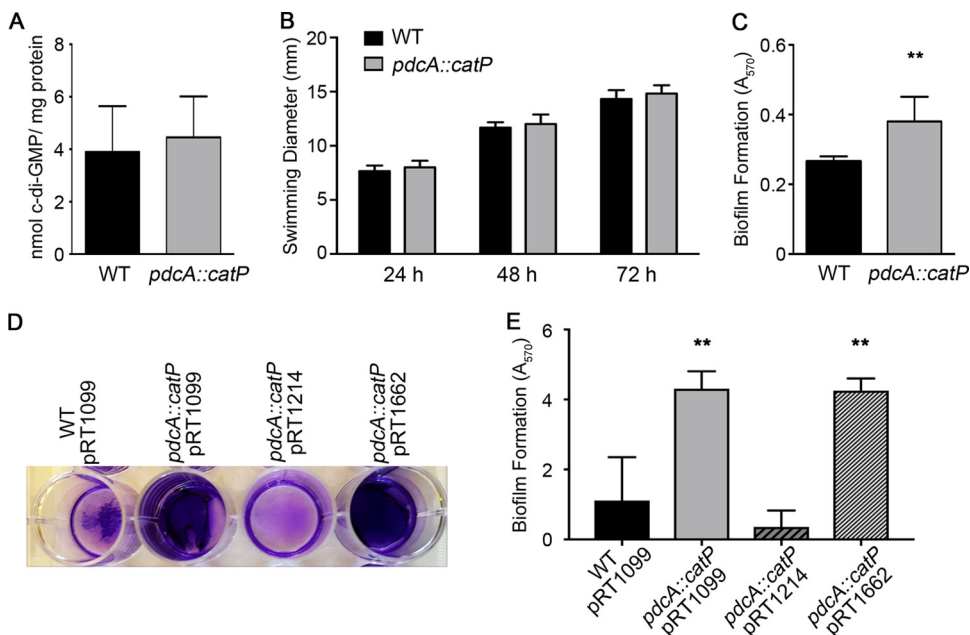 A
nmol c-di-GMP/ mg protein
8
6
4
2
0
WT
pdcA::catP
B
Swimming Diameter (mm)
20
15
10
5
0
WT
pdcA::catP
24 h
48 h
72 h
C
Biofilm Formation (A570)
0.6
0.4
0.2
0.0
**
WT
pdcA::catP
D
WT
pRT1099
pdcA::catP
pRT1099
pdcA::catP
pRT1214
pdcA::catP
pRT1662
E
Biofilm Formation (A570)
6
4
2
0
**
**
WT
pRT1099
pdcA::catP
pRT1099
pdcA::catP
pRT1214
pdcA::catP
pRT1662